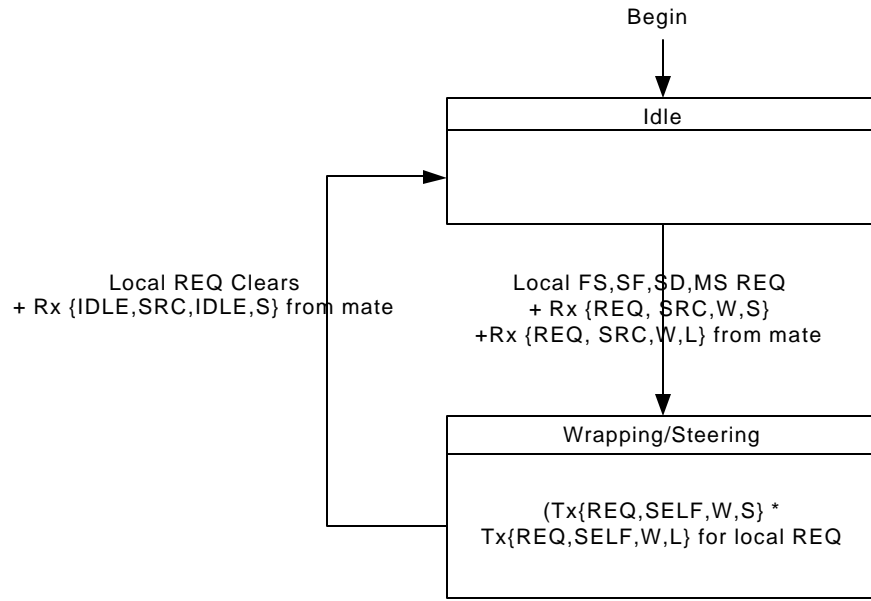 Begin
Idle
Local REQ Clears
+ Rx {IDLE,SRC,IDLE,S} from mate
Local FS,SF,SD,MS REQ
+ Rx {REQ, SRC,W,S}
+Rx {REQ, SRC,W,L} from mate
Wrapping/Steering
(Tx{REQ,SELF,W,S} *
Tx{REQ,SELF,W,L} for local REQ